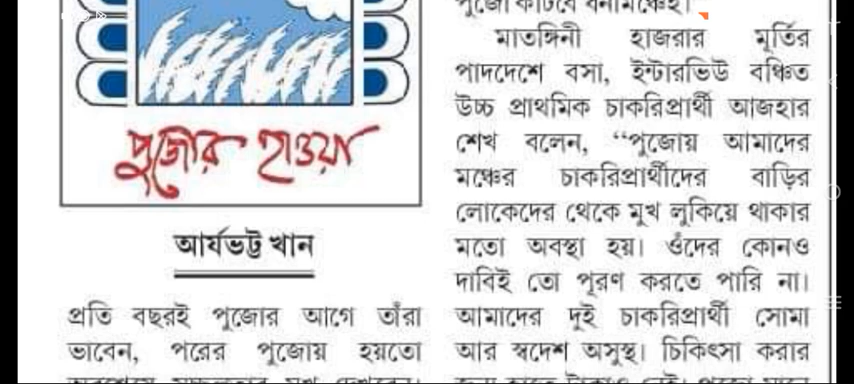 পুজোর হাওয়া
আর্যভট্ট খান
প্রতি বছরই পুজোর আগে তাঁরা
ভাবেন, পরের পুজোয় হয়তো
পুজো কাটবে
মাতঙ্গিনী হাজরার মূর্তির
পাদদেশে বসা, ইন্টারভিউ বঞ্চিত
উচ্চ প্রাথমিক চাকরিপ্রার্থী আজহার
শেখ বলেন, ‘‘পুজোয় আমাদের
মঞ্চের চাকরিপ্রার্থীদের বাড়ির
লোকেদের থেকে মুখ লুকিয়ে থাকার
মতো অবস্থা হয়। ওঁদের কোনও
দাবিই তো পূরণ করতে পারি না।
আমাদের দুই চাকরিপ্রার্থী সোমা
আর স্বদেশ অসুস্থ। চিকিৎসা করার